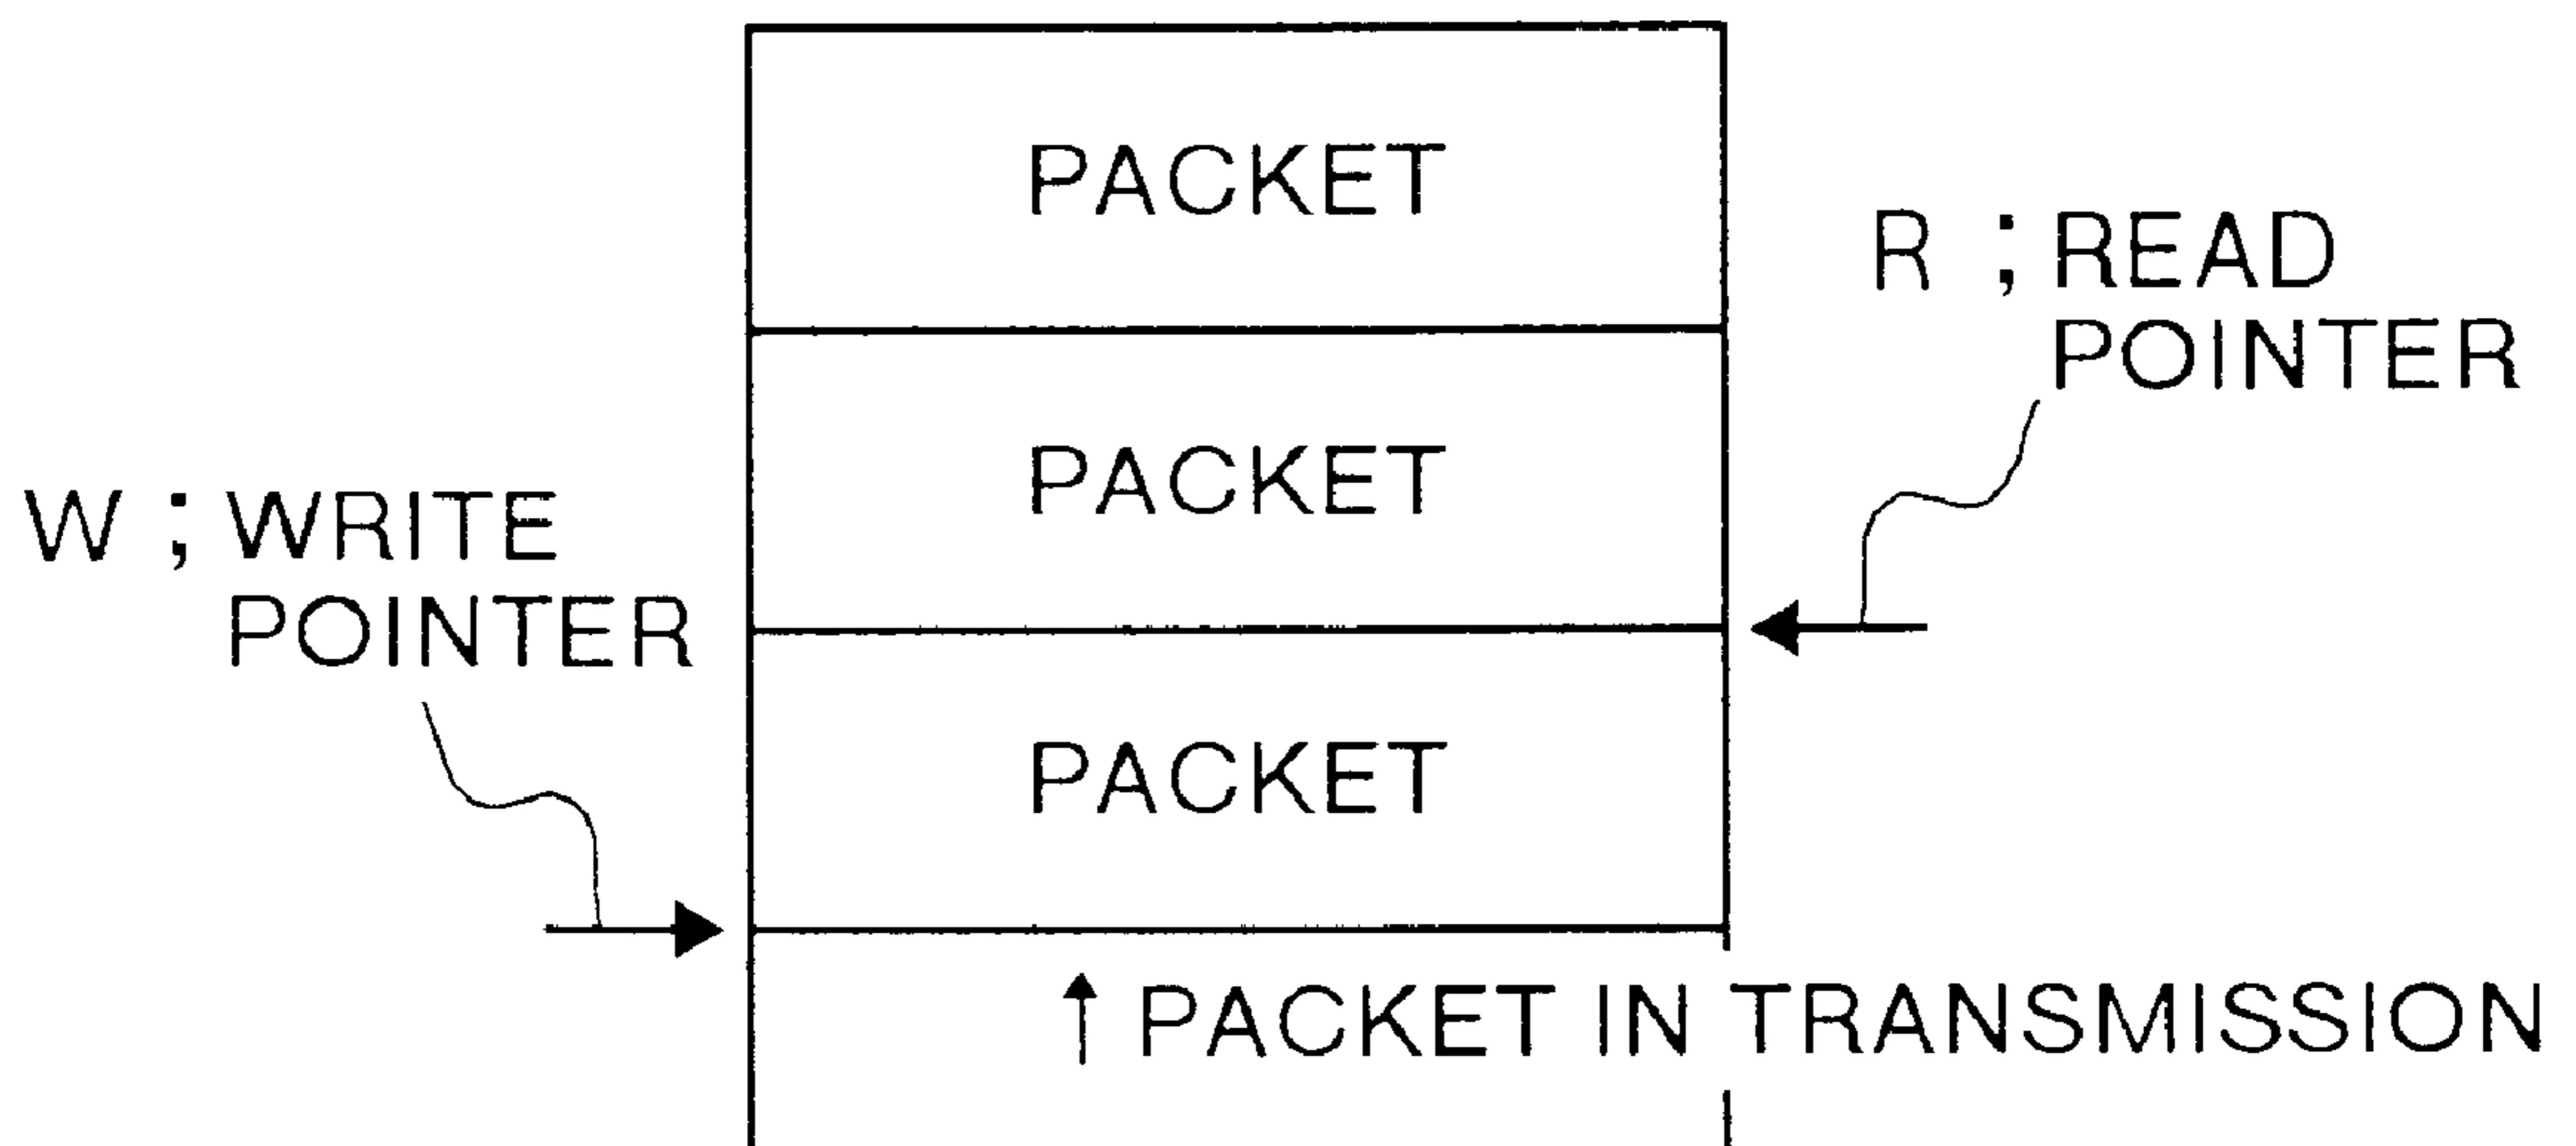 PACKET
R ; READ
POINTER
PACKET
W ; WRITE
POINTER
PACKET
↑ PACKET IN TRANSMISSION